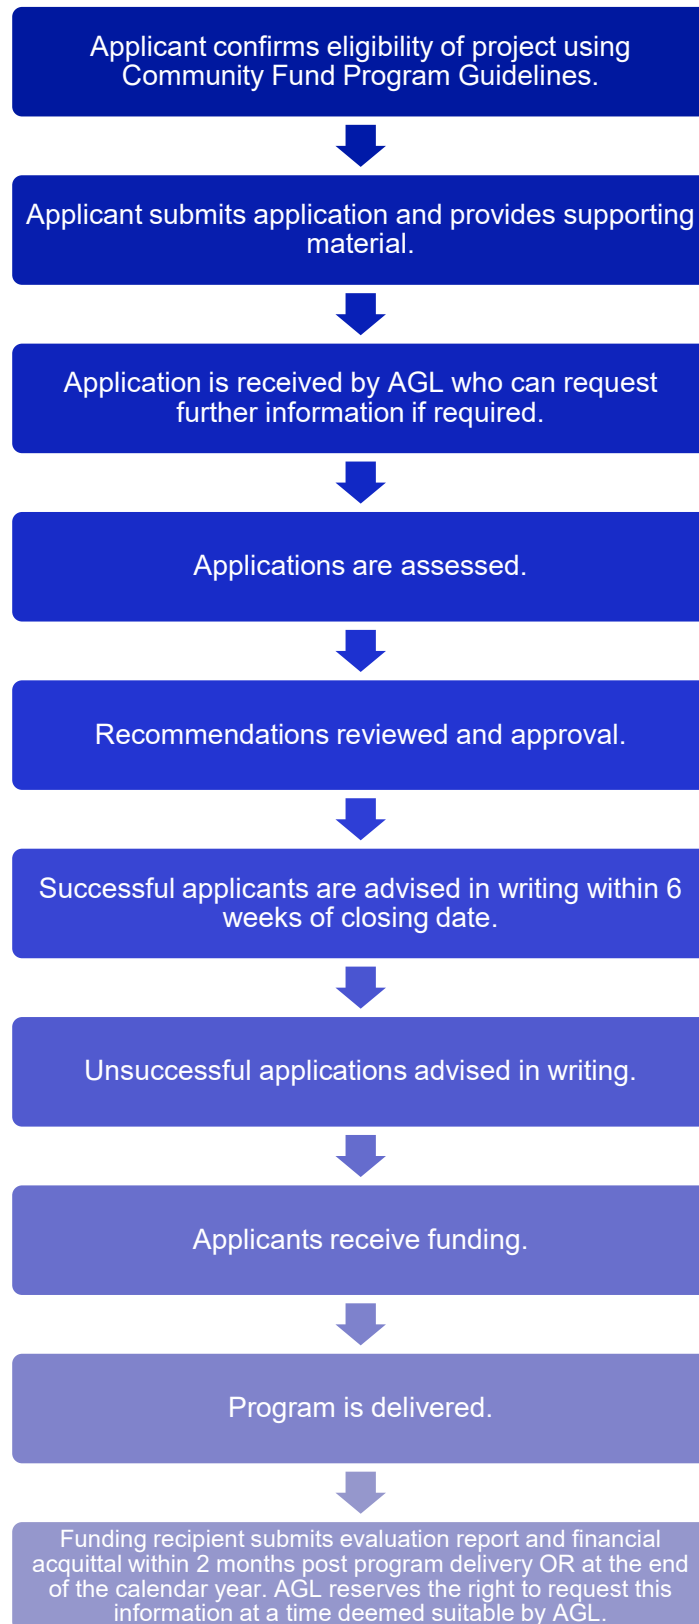 Applicant confirms eligibility of project using
Community Fund Program Guidelines.
Applicant submits application and provides supporting
material.
Application is received by AGL who can request
further information if required.
Applications are assessed.
Recommendations reviewed and approval.
Successful applicants are advised in writing within 6
weeks of closing date.
Unsuccessful applications advised in writing.
Applicants receive funding.
Program is delivered.
Funding recipient submits evaluation report and financial
acquittal within 2 months post program delivery OR at the end
of the calendar year. AGL reserves the right to request this
information at a time deemed suitable by AGL.